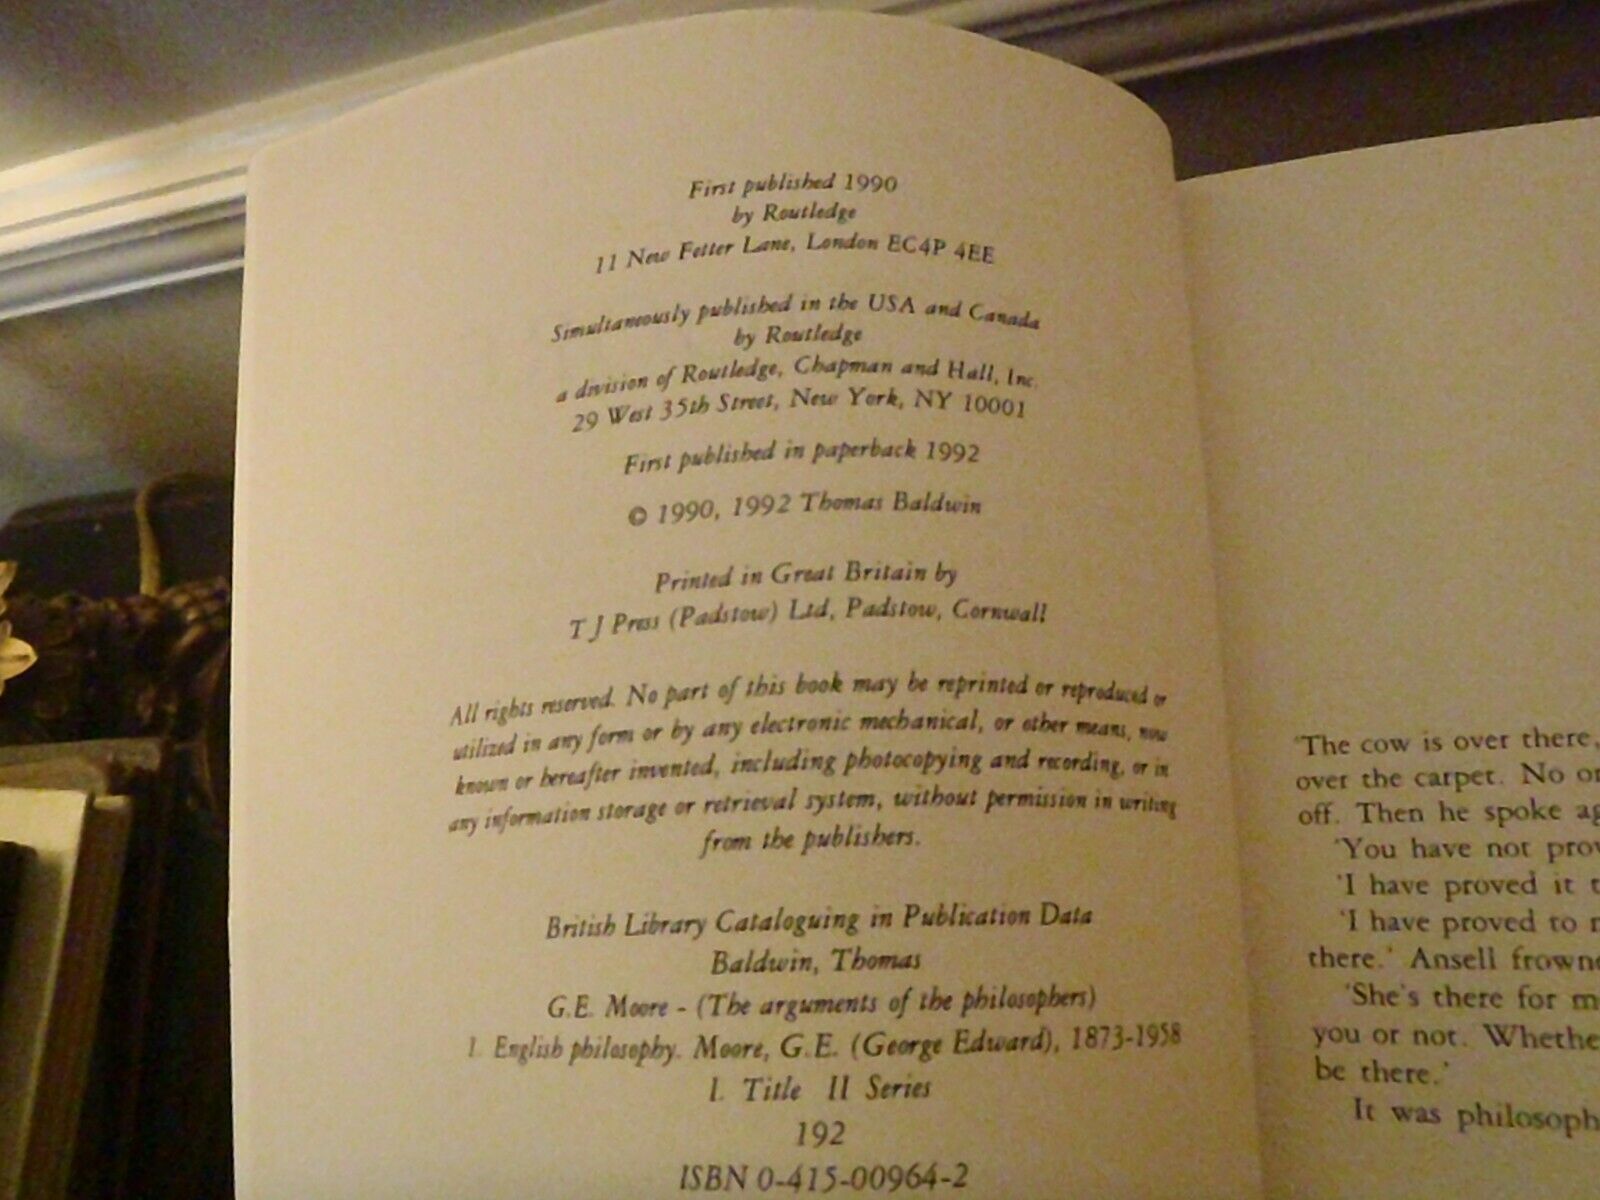 First published 1990
by Routledge
11 New Fetter Lane, London EC4P 4EE
Simultaneously published in the USA and Canada
by Routledge
a division of Routledge, Chapman and Hall, Inc.
29 West 35th Street, New York, NY 10001
First published in paperback 1992
© 1990, 1992 Thomas Baldwin
Printed in Great Britain by
T J Press (Padstow) Ltd, Padstow, Cornwall
All rights reserved. No part of this book may be reprinted or reproduced or
utilized in any form or by any electronic mechanical, or other means, now
known or hereafter invented, including photocopying and recording, or in
any information storage or retrieval system, without permission in writing
from the publishers.
British Library Cataloguing in Publication Data
Baldwin, Thomas
G.E. Moore - (The arguments of the philosophers)
1. English philosophy. Moore, G.E. (George Edward), 1873-1958
I. Title II Series
192
ISBN 0-415-00964-2
'The cow is over there,
over the carpet. No
off. Then he spoke
'You have not
'I have proved it
'I have proved to
there.' Ansell
'She's there for
you or not.
be there.'
It was